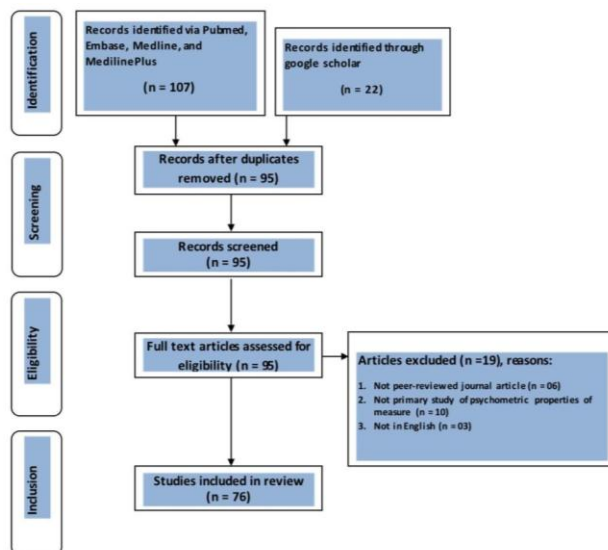 Identification
Records identified via Pubmed,
Embase, Medline, and
MedilinePlus
(n = 107)
Records identified through
google scholar
(n = 22)
Screening
Records after duplicates
removed (n = 95)
Records screened
(n = 95)
Eligibility
Full text articles assessed for
eligibility (n = 95)
Articles excluded (n =19), reasons:
1. Not peer-reviewed journal article (n = 06)
2. Not primary study of psychometric properties of
measure (n = 10)
3. Not in English (n = 03)
Inclusion
Studies included in review
(n = 76)